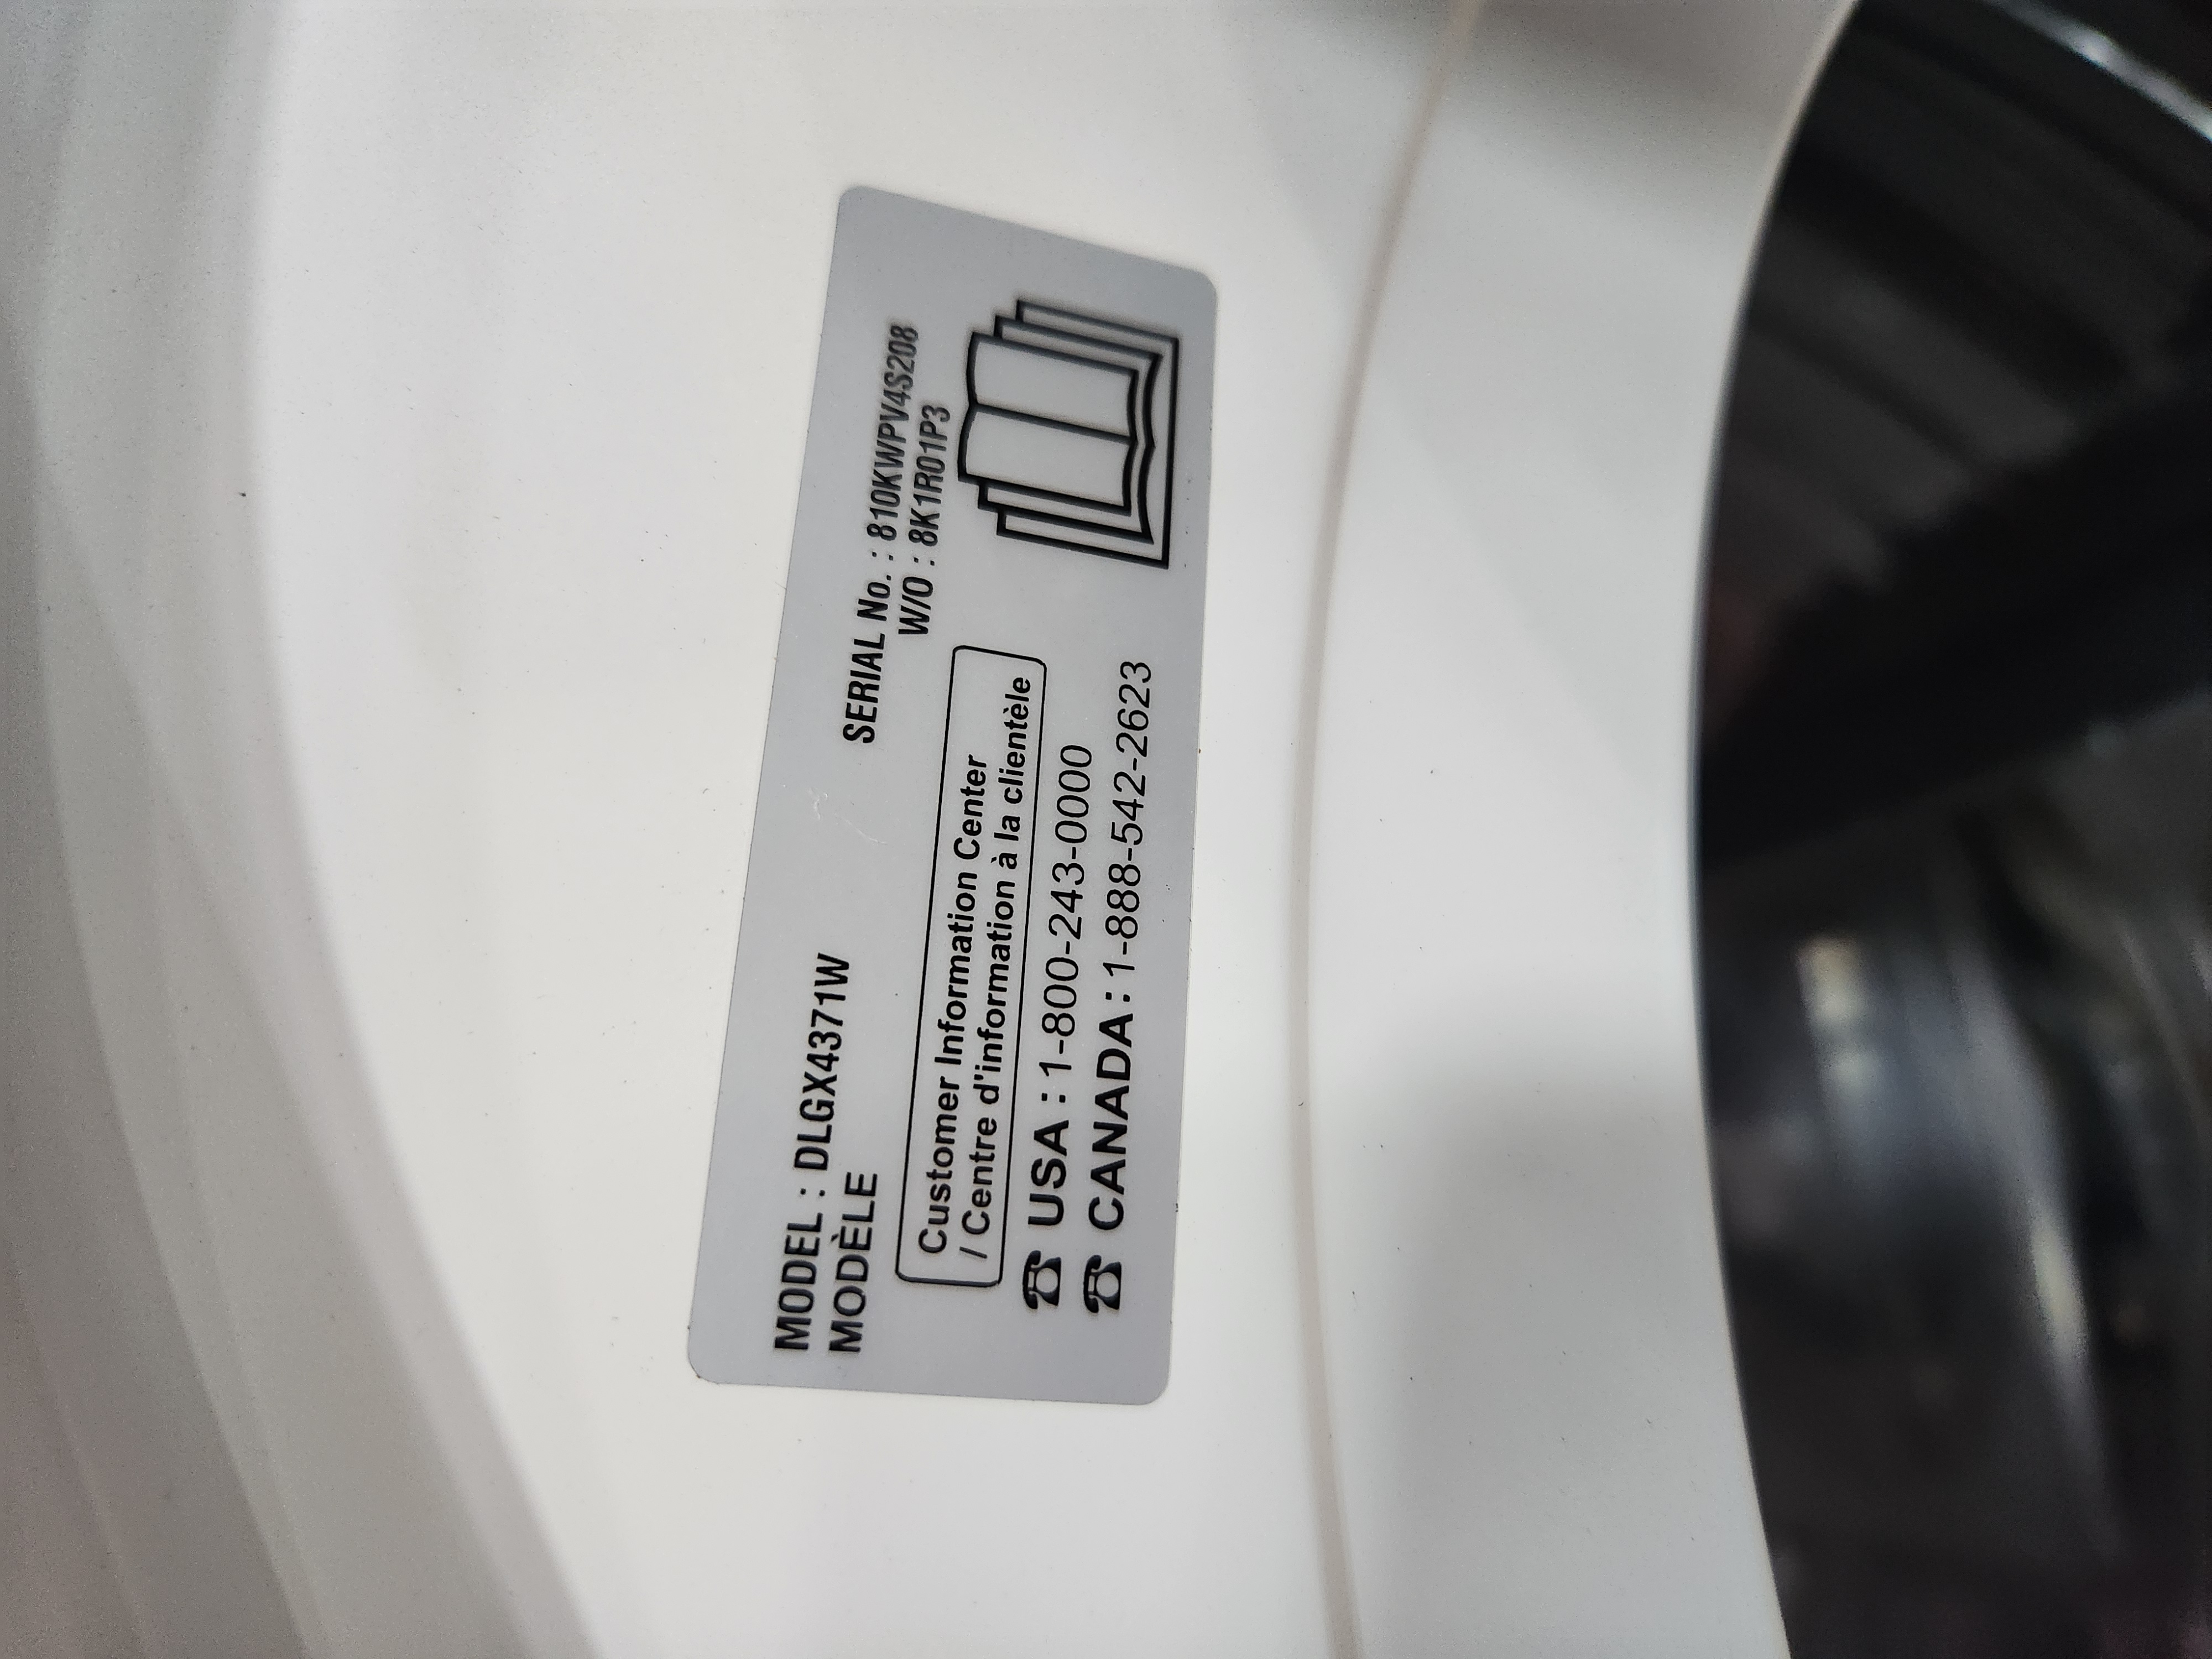 MODEL : DLGX4371W
MODÈLE
SERIAL No. : 810KWPV4S208
W/O : 8K1R01P3
Customer Information Center
/ Centre d'information à la clientèle
☎ USA : 1-800-243-0000
☎ CANADA : 1-888-542-2623